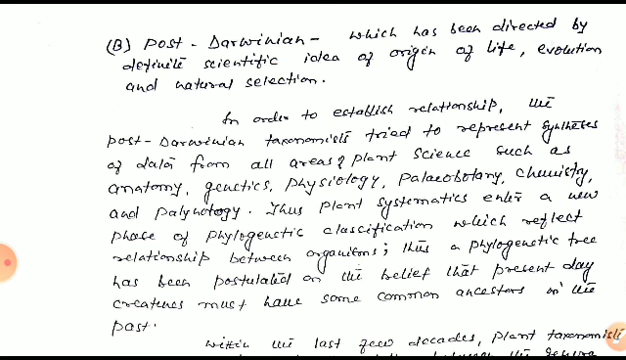 (B) Post - Darwinian - which has been directed by
definite scientific idea of origin of life, evolution
and natural selection.
In order to establish relationship, the
post-Darwinian taxonomists tried to represent syntheses
of data from all areas of plant science such as
anatomy, genetics, physiology, palaeobotany, chemistry,
and palynology. Thus plant systematics enter a new
phase of phylogenetic classification which reflect
relationship between organisms; thus a phylogenetic tree
has been postulated on the belief that present day
creatures must have some common ancestors in the
past.
within the last few decades, plant taxonomists
between the